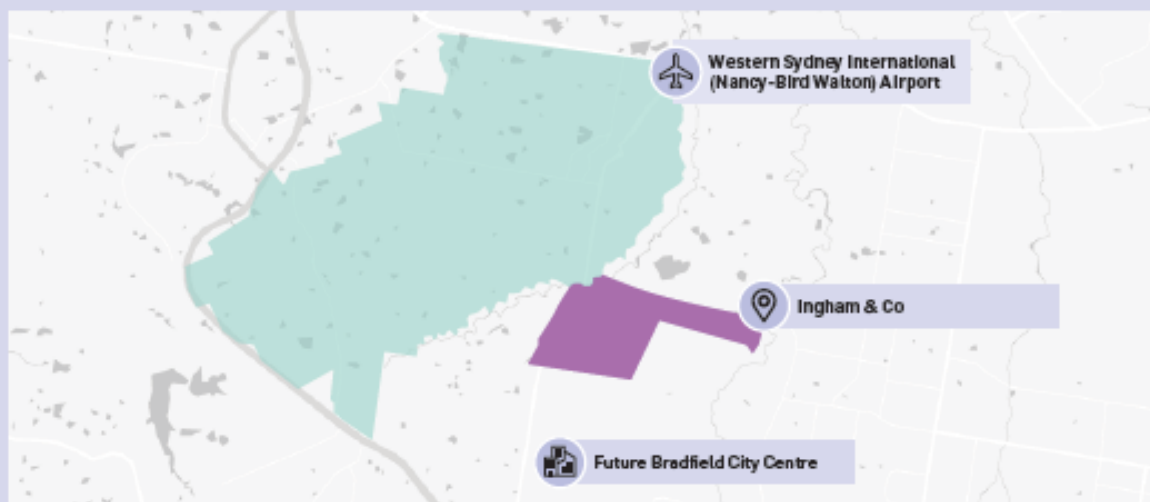 Western Sydney International
(Nancy-Bird Walton) Airport
Ingham & Co
Future Bradfield City Centre